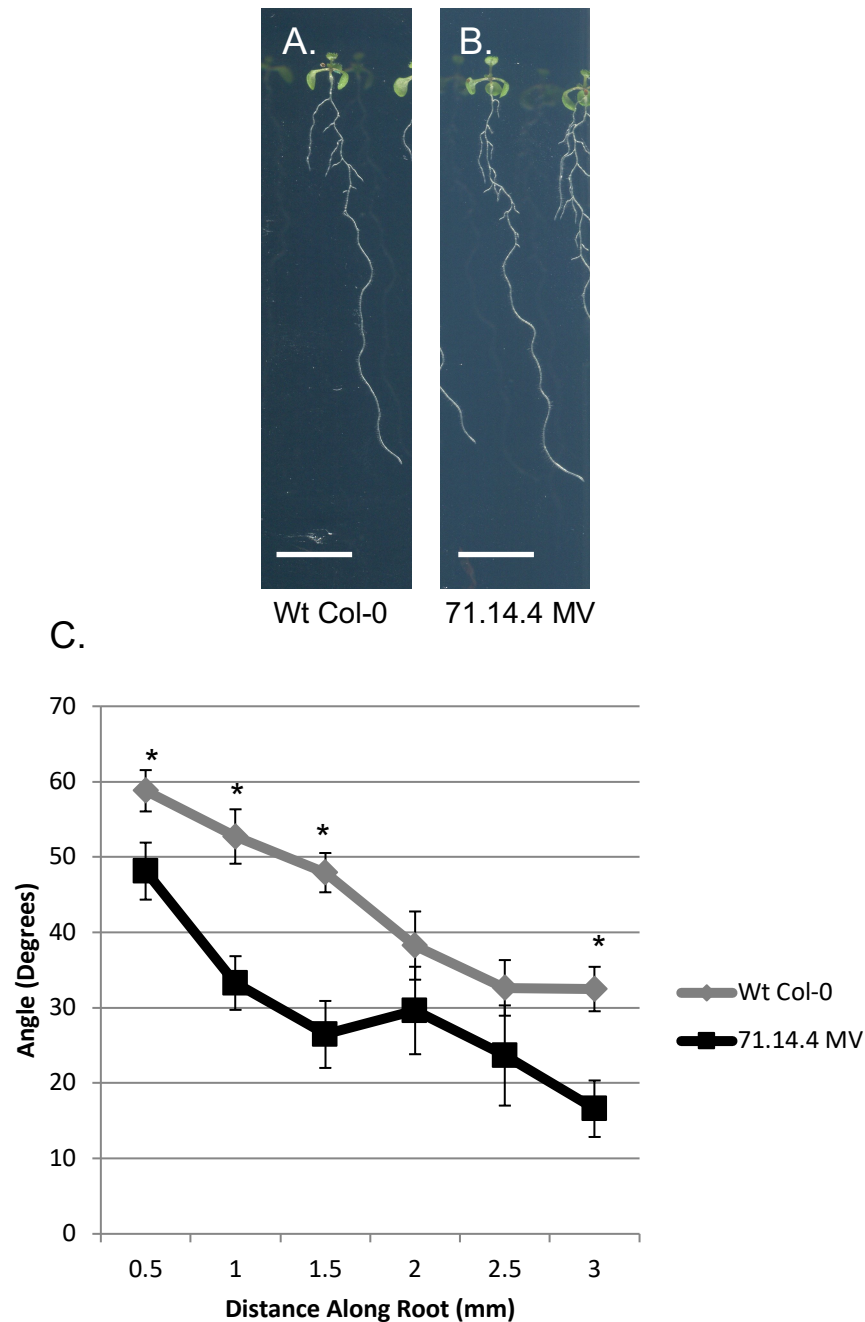 A. B.
Wt Col-0 71.14.4 MV
C.
70
*
60
*
*
50
40
*
30
20
10
0
Angle (Degrees)
0.5 1 1.5 2 2.5 3
Distance Along Root (mm)
Wt Col-0
71.14.4 MV